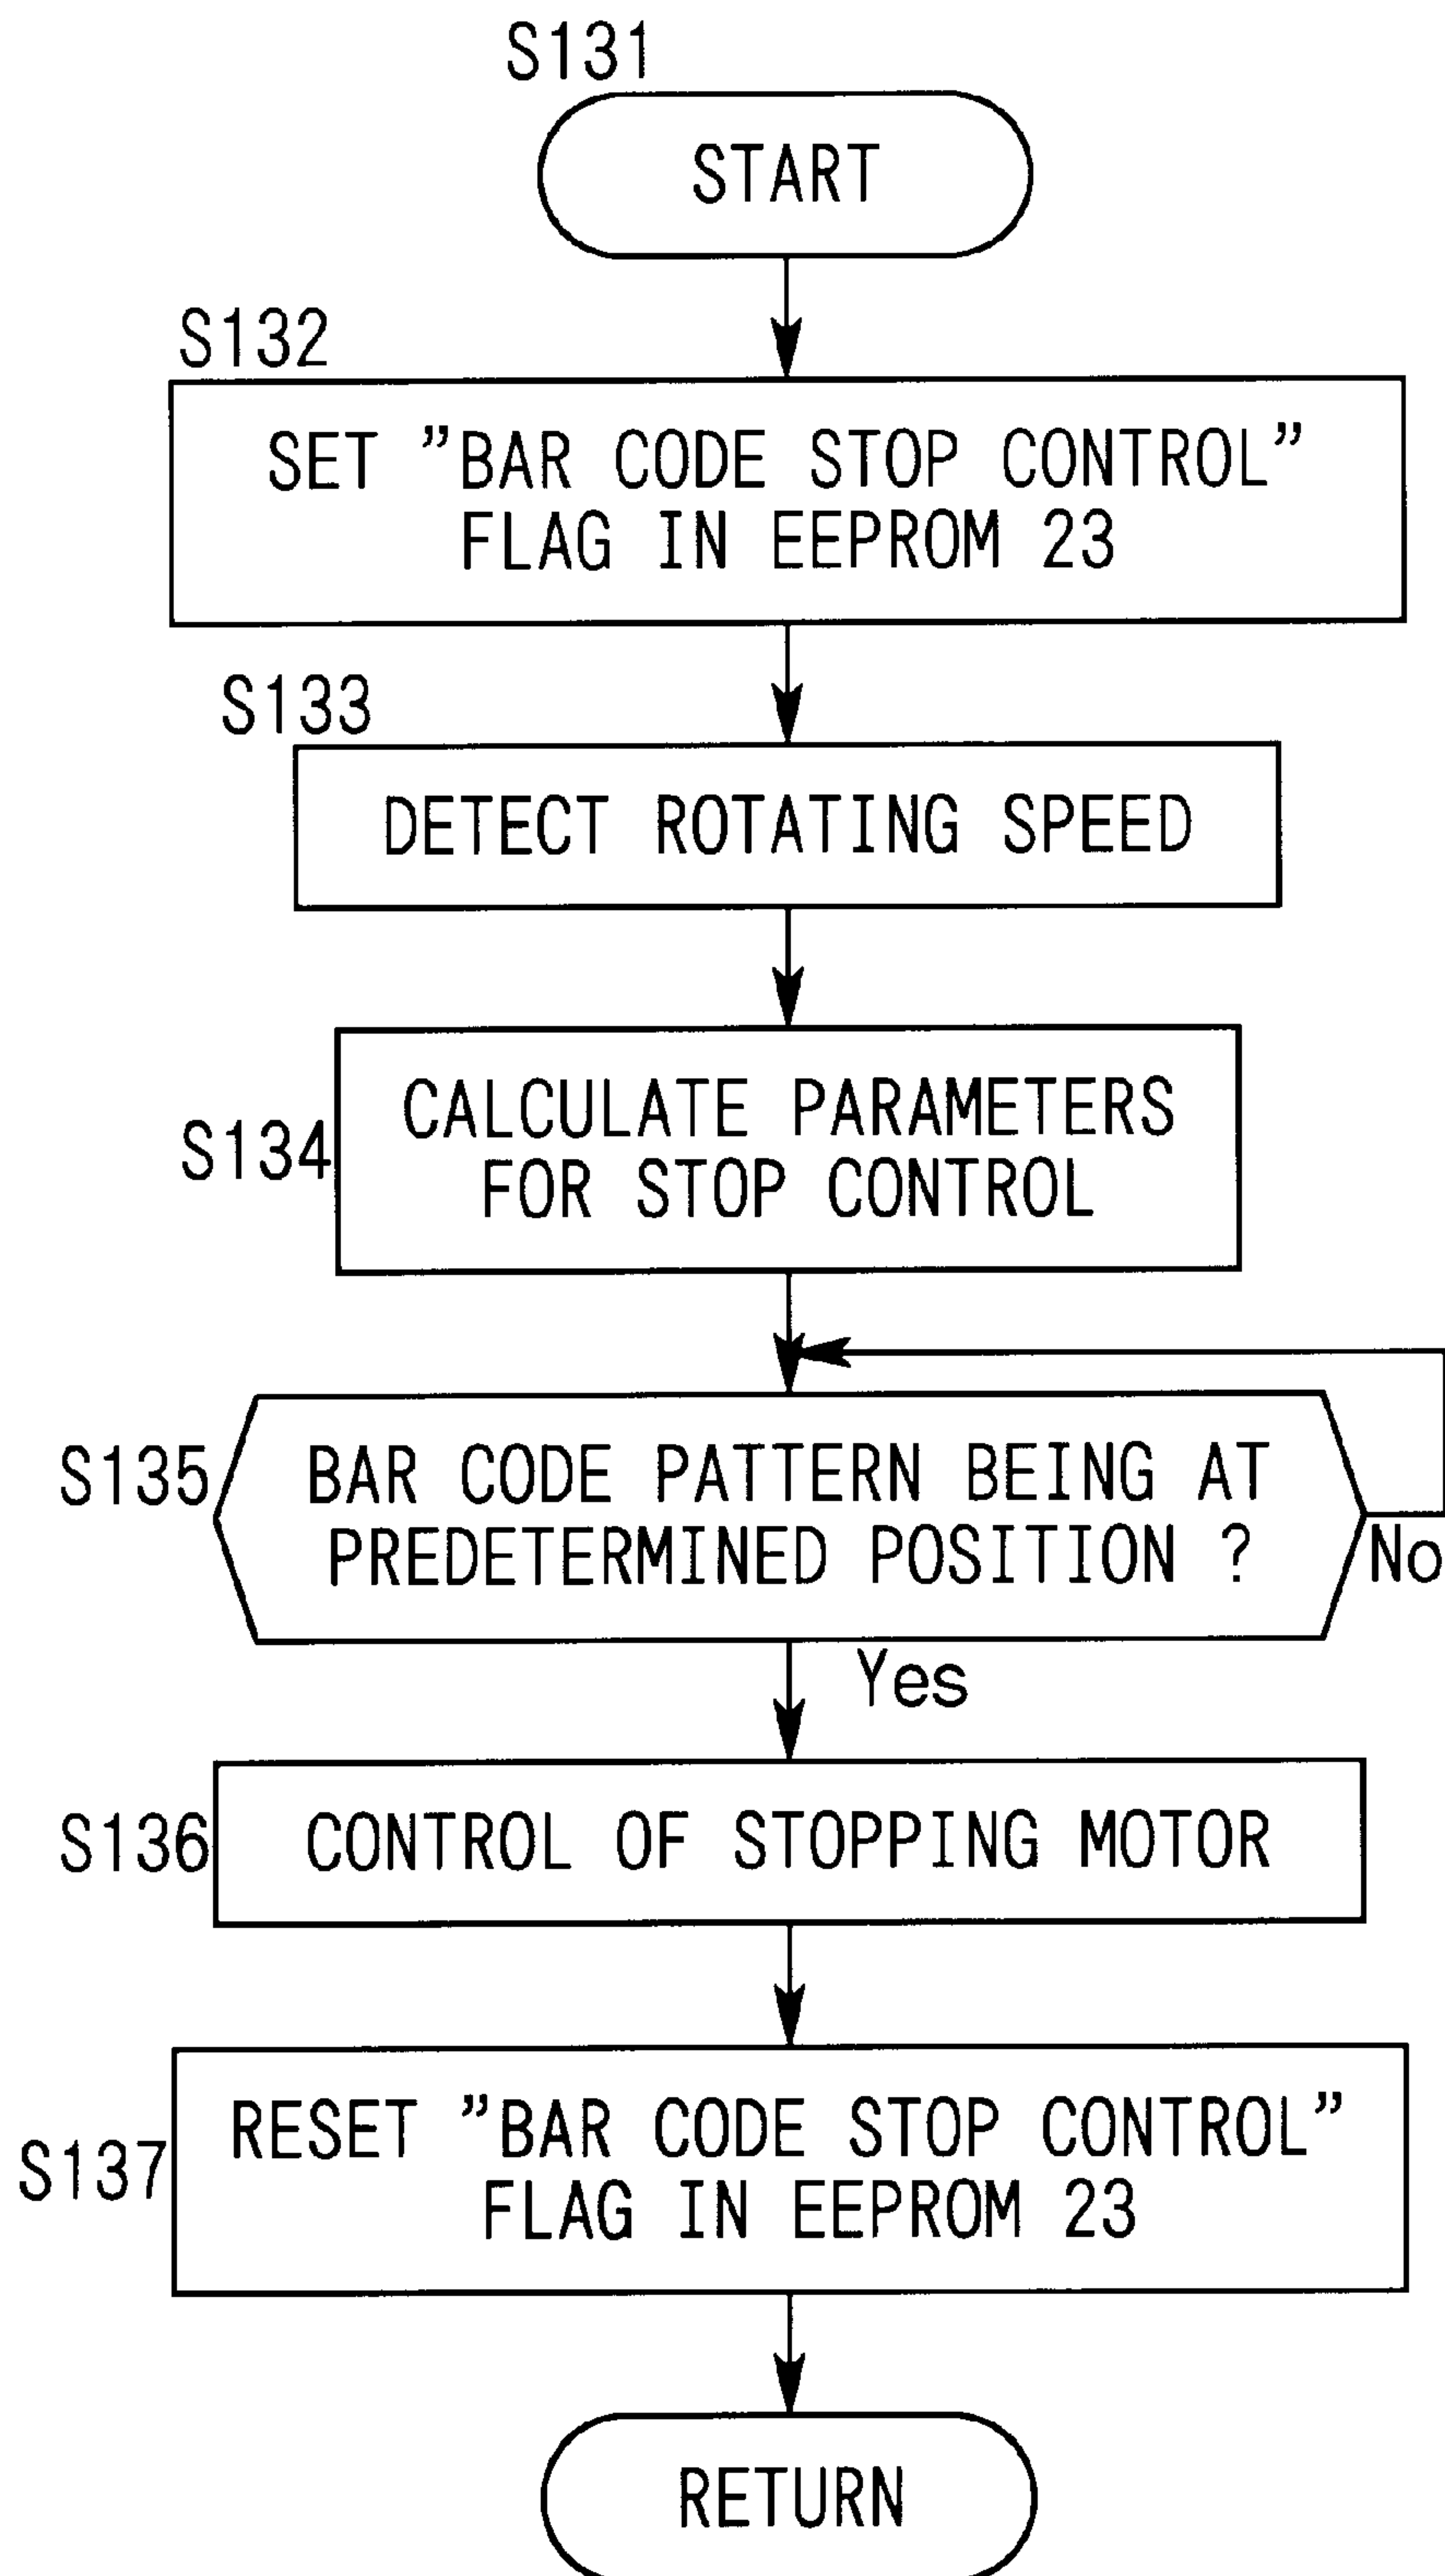 S131
START
S132
SET ”BAR CODE STOP CONTROL”
FLAG IN EEPROM 23
S133
DETECT ROTATING SPEED
S134
CALCULATE PARAMETERS
FOR STOP CONTROL
S135
BAR CODE PATTERN BEING AT
PREDETERMINED POSITION ?
No
Yes
S136
CONTROL OF STOPPING MOTOR
S137
RESET ”BAR CODE STOP CONTROL”
FLAG IN EEPROM 23
RETURN